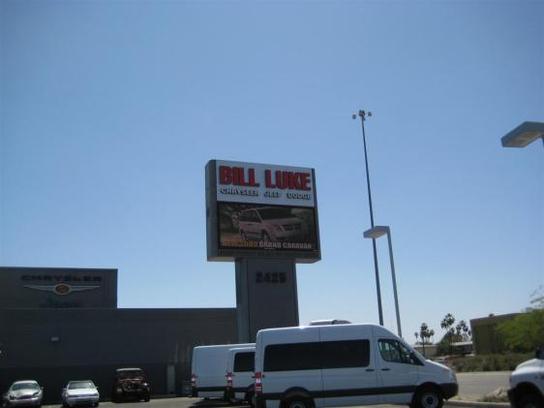 BILL LUKE
CHRYSLER JEEP DODGE
GRAND CARAVAN
2425
CHRYSLER